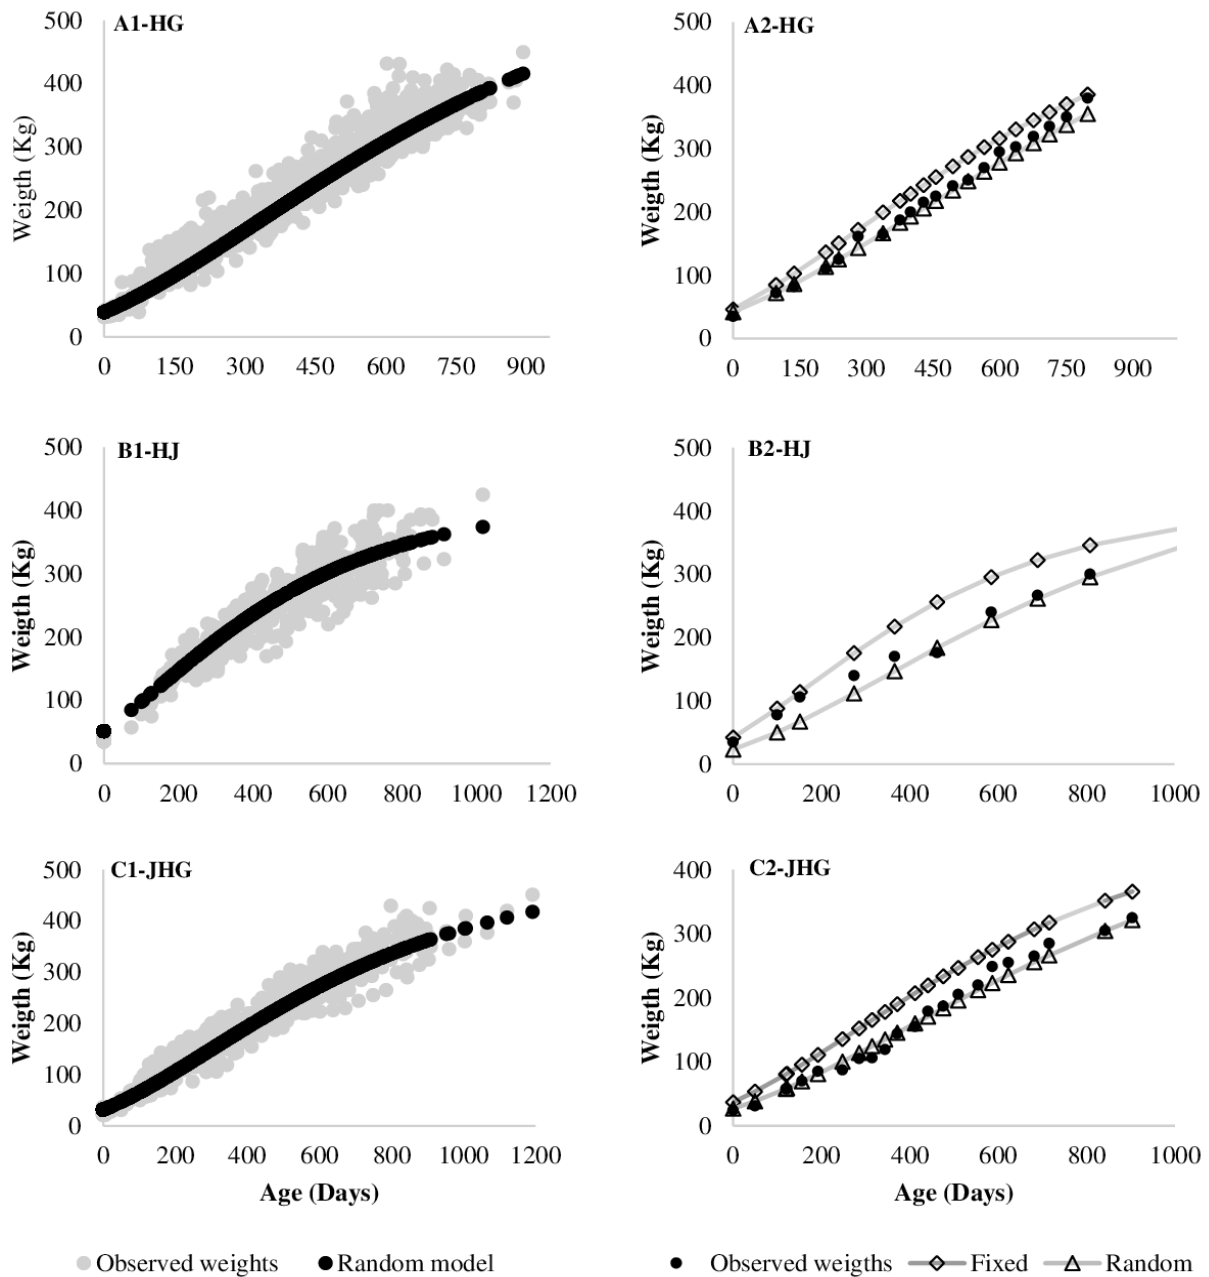 A1-HG
500
400
300
200
100
0
Weigth (Kg)
0 150 300 450 600 750 900
A2-HG
500
400
300
200
100
0
Weigth (Kg)
0 150 300 450 600 750 900
B1-HJ
500
400
300
200
100
0
Weigth (Kg)
0 200 400 600 800 1000 1200
B2-HJ
500
400
300
200
100
0
Weigth (Kg)
0 200 400 600 800 1000
C1-JHG
500
400
300
200
100
0
Weigth (Kg)
0 200 400 600 800 1000 1200
Age (Days)
C2-JHG
400
300
200
100
0
Weigth (Kg)
0 200 400 600 800 1000
Age (Days)
Observed weights Random model
Observed weigths Fixed Random